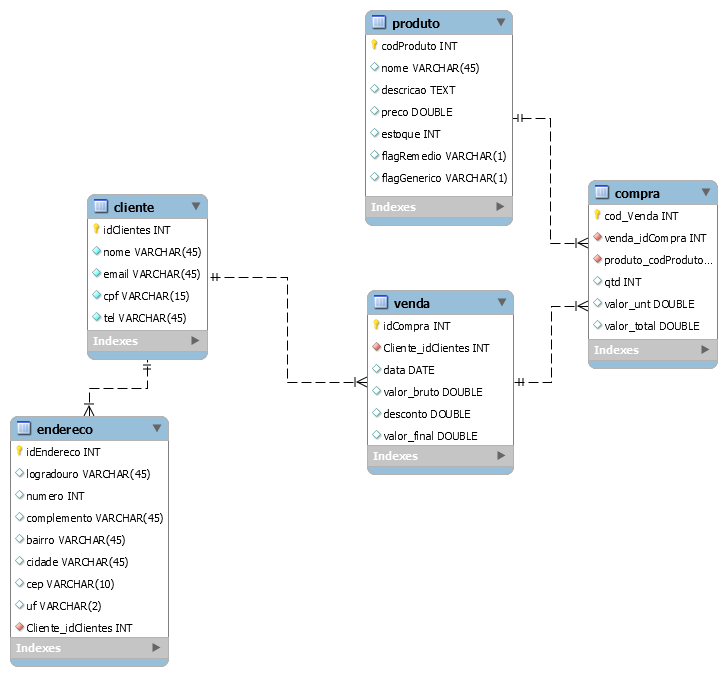 produto
codProduto INT
nome VARCHAR(45)
descricao TEXT
preco DOUBLE
estoque INT
flagRemedio VARCHAR(1)
flagGenerico VARCHAR(1)
Indexes
cliente
idClientes INT
nome VARCHAR(45)
email VARCHAR(45)
cpf VARCHAR(15)
tel VARCHAR(45)
Indexes
compra
cod_Venda INT
venda_idCompra INT
produto_codProduto...
qtd INT
valor_unt DOUBLE
valor_total DOUBLE
Indexes
venda
idCompra INT
Cliente_idClientes INT
data DATE
valor_bruto DOUBLE
desconto DOUBLE
valor_final DOUBLE
Indexes
endereco
idEndereco INT
logradouro VARCHAR(45)
numero INT
complemento VARCHAR(45)
bairro VARCHAR(45)
cidade VARCHAR(45)
cep VARCHAR(10)
uf VARCHAR(2)
Cliente_idClientes INT
Indexes